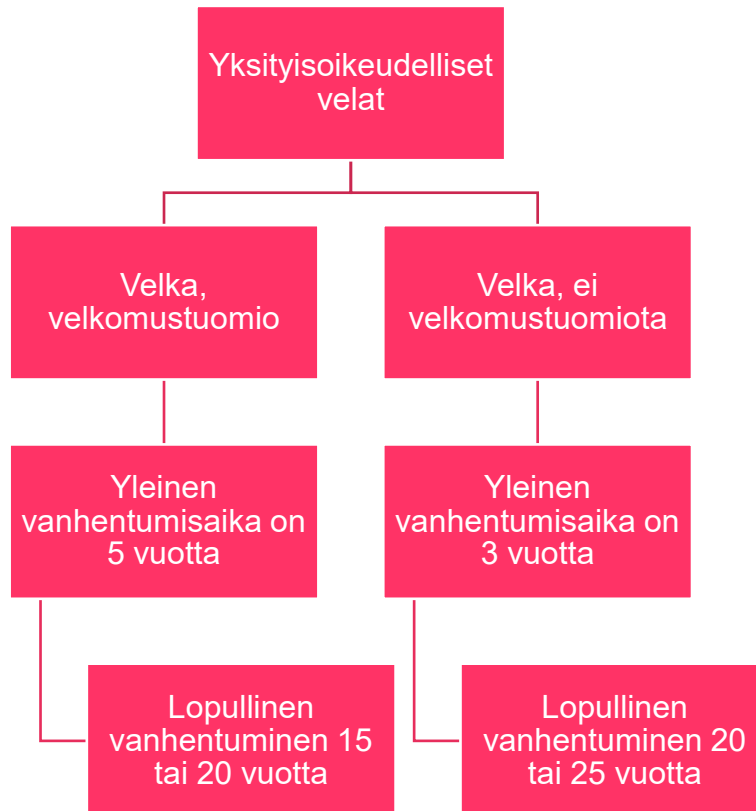 Yksityisoikeudelliset
velat
Velka,
velkomustuomio
Velka, ei
velkomustuomiota
Yleinen
vanhentumisaika on
5 vuotta
Yleinen
vanhentumisaika on
3 vuotta
Lopullinen
vanhentuminen 15
tai 20 vuotta
Lopullinen
vanhentuminen 20
tai 25 vuotta